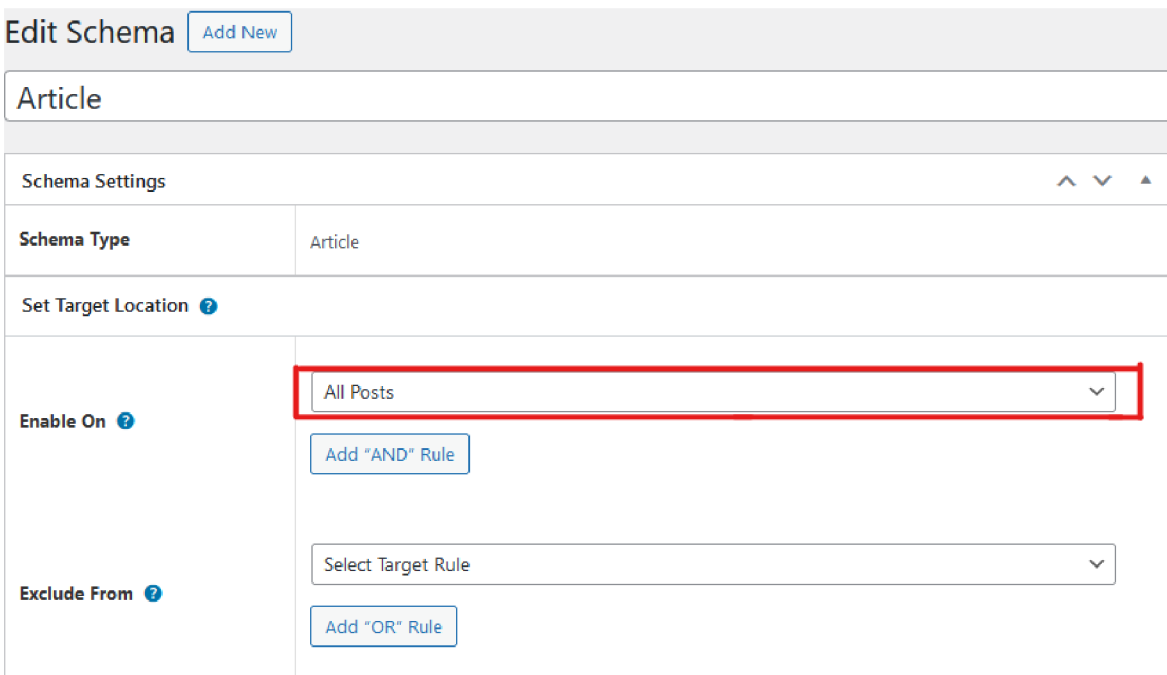 Edit Schema Add New
Article
Schema Settings
Schema Type Article
Set Target Location ?
All Posts
Enable On ?
Add “AND” Rule
Select Target Rule
Exclude From ?
Add “OR” Rule